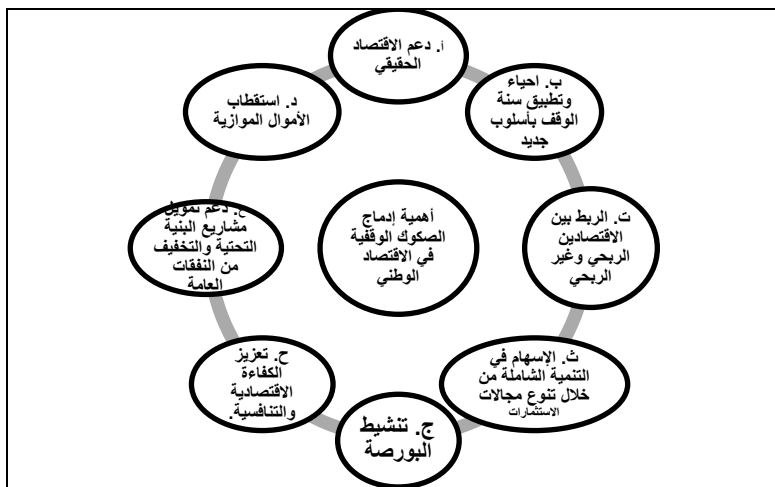 أ. دعم الاقتصاد
الحقيقي
ب. احياء
وتطبيق سنة
الوقف بأسلوب
جديد
ت. الربط بين
الاقتصادين
الربحي وغير
الربحي
ث. الإسهام في
التنمية الشاملة من
خلال تنوع مجالات
الاستثمارات
ج. تنشيط
البورصة
ح. تعزيز
الكفاءة
الاقتصادية
والتنافسية.
دعم تمويل
مشاريع البنية
التحتية والتخفيف
من النفقات
العامة
د. استقطاب
الأموال الموازية
أهمية إدماج
الصكوك الوقفية
في الاقتصاد
الوطني